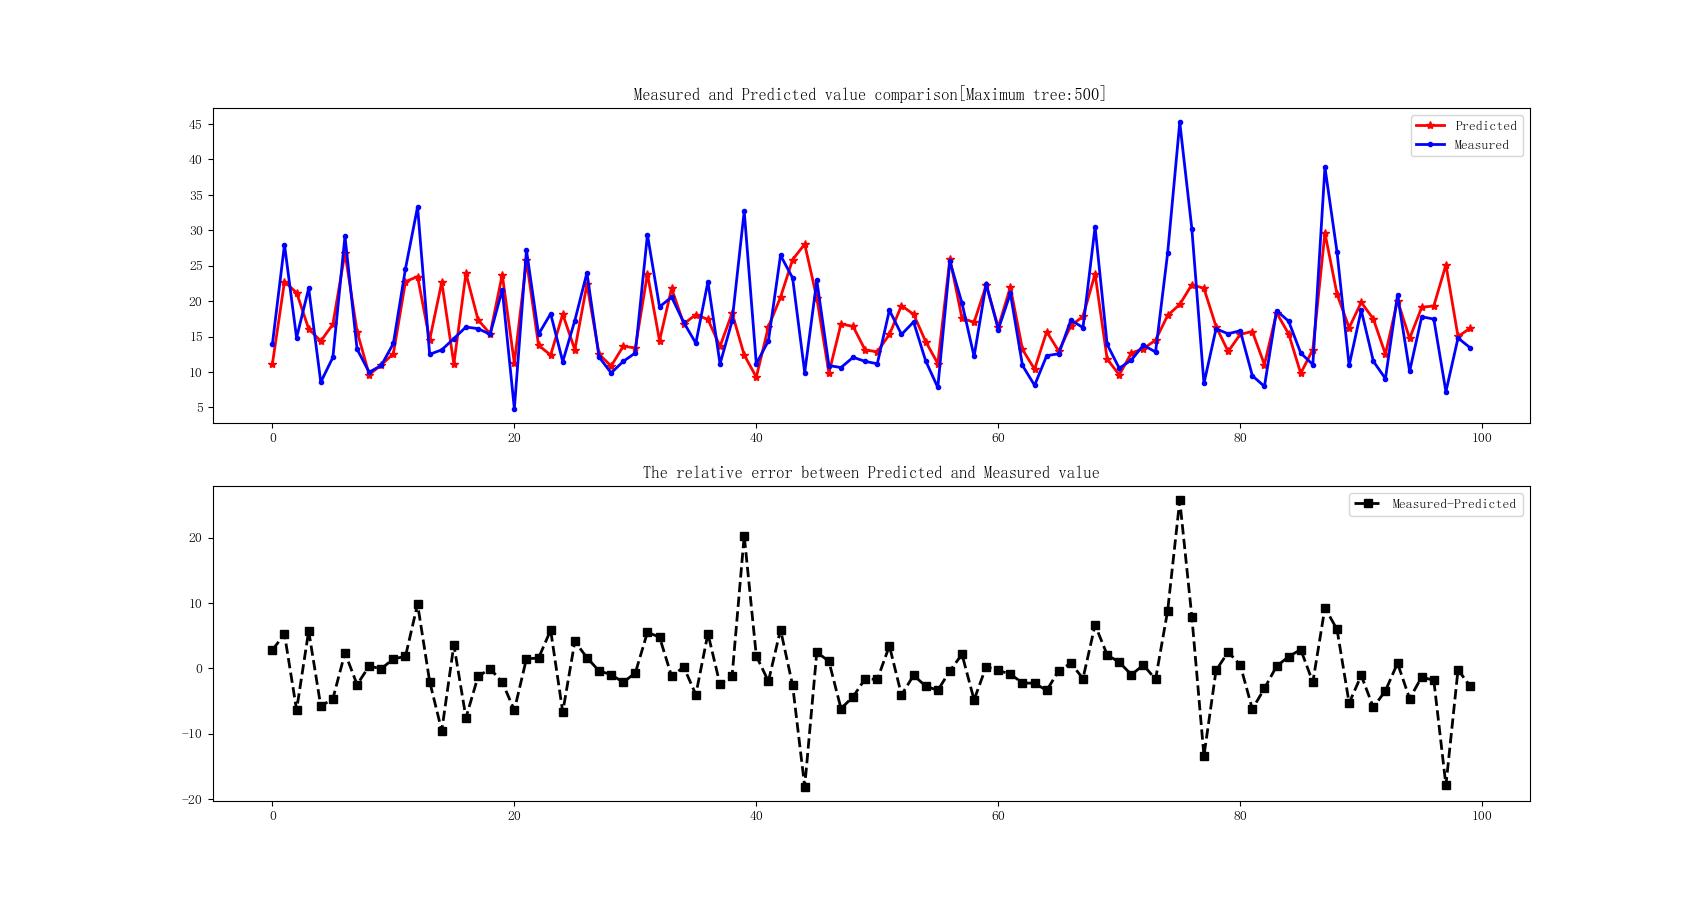 Measured and Predicted value comparison[Maximum tree:500]
45
40
35
30
25
20
15
10
5
Predicted
Measured
0 20 40 60 80 100
The relative error between Predicted and Measured value
20
10
0
−10
−20
Measured-Predicted
0 20 40 60 80 100